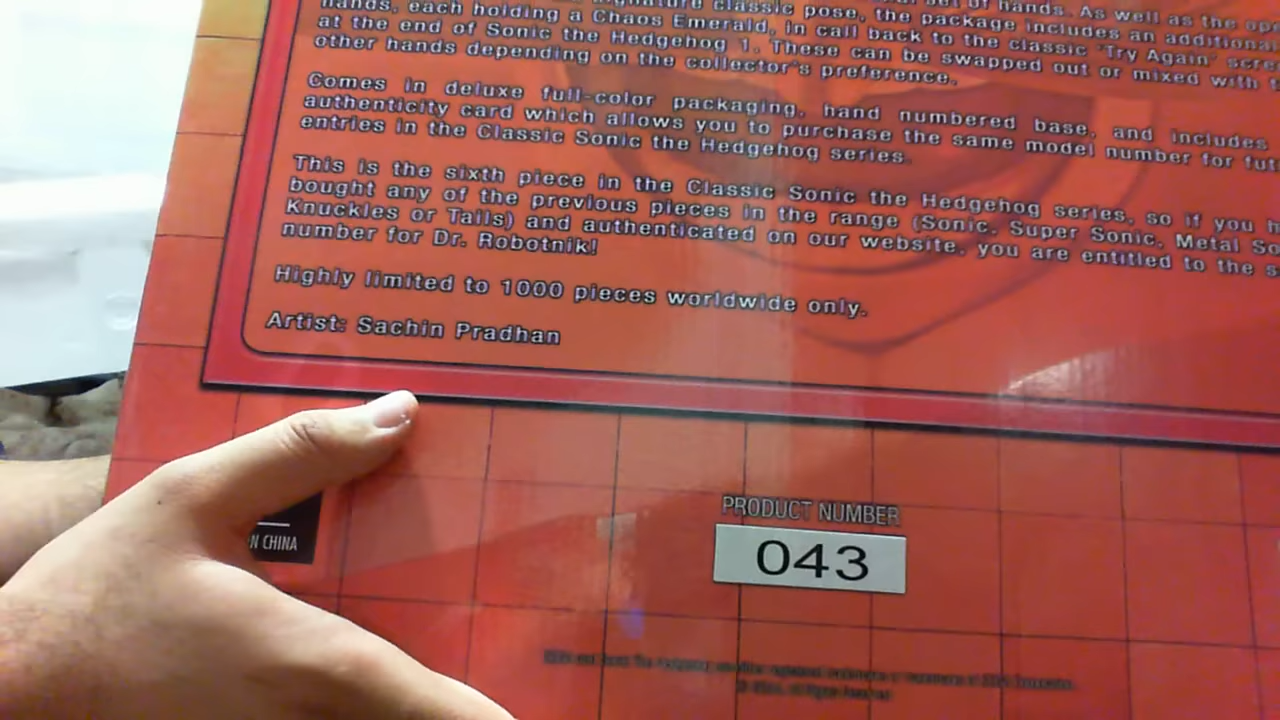 hands, each holding a Chaos Emerald, in call back to the classic 'Try Again'
at the end of Sonic the Hedgehog 1. These can be swapped out or mixed with
other hands depending on the collector's preference.
Comes in deluxe full-color packaging, hand numbered base, and includes
authenticity card which allows you to purchase the same model number for
entries in the Classic Sonic the Hedgehog series.
This is the sixth piece in the Classic Sonic the Hedgehog series, so if you
bought any of the previous pieces in the range (Sonic, Super Sonic, Metal
Knuckles or Tails) and authenticated on our website, you are entitled to the
number for Dr. Robotnik!
Highly limited to 1000 pieces worldwide only.
Artist: Sachin Pradhan
N CHINA
PRODUCT NUMBER
043